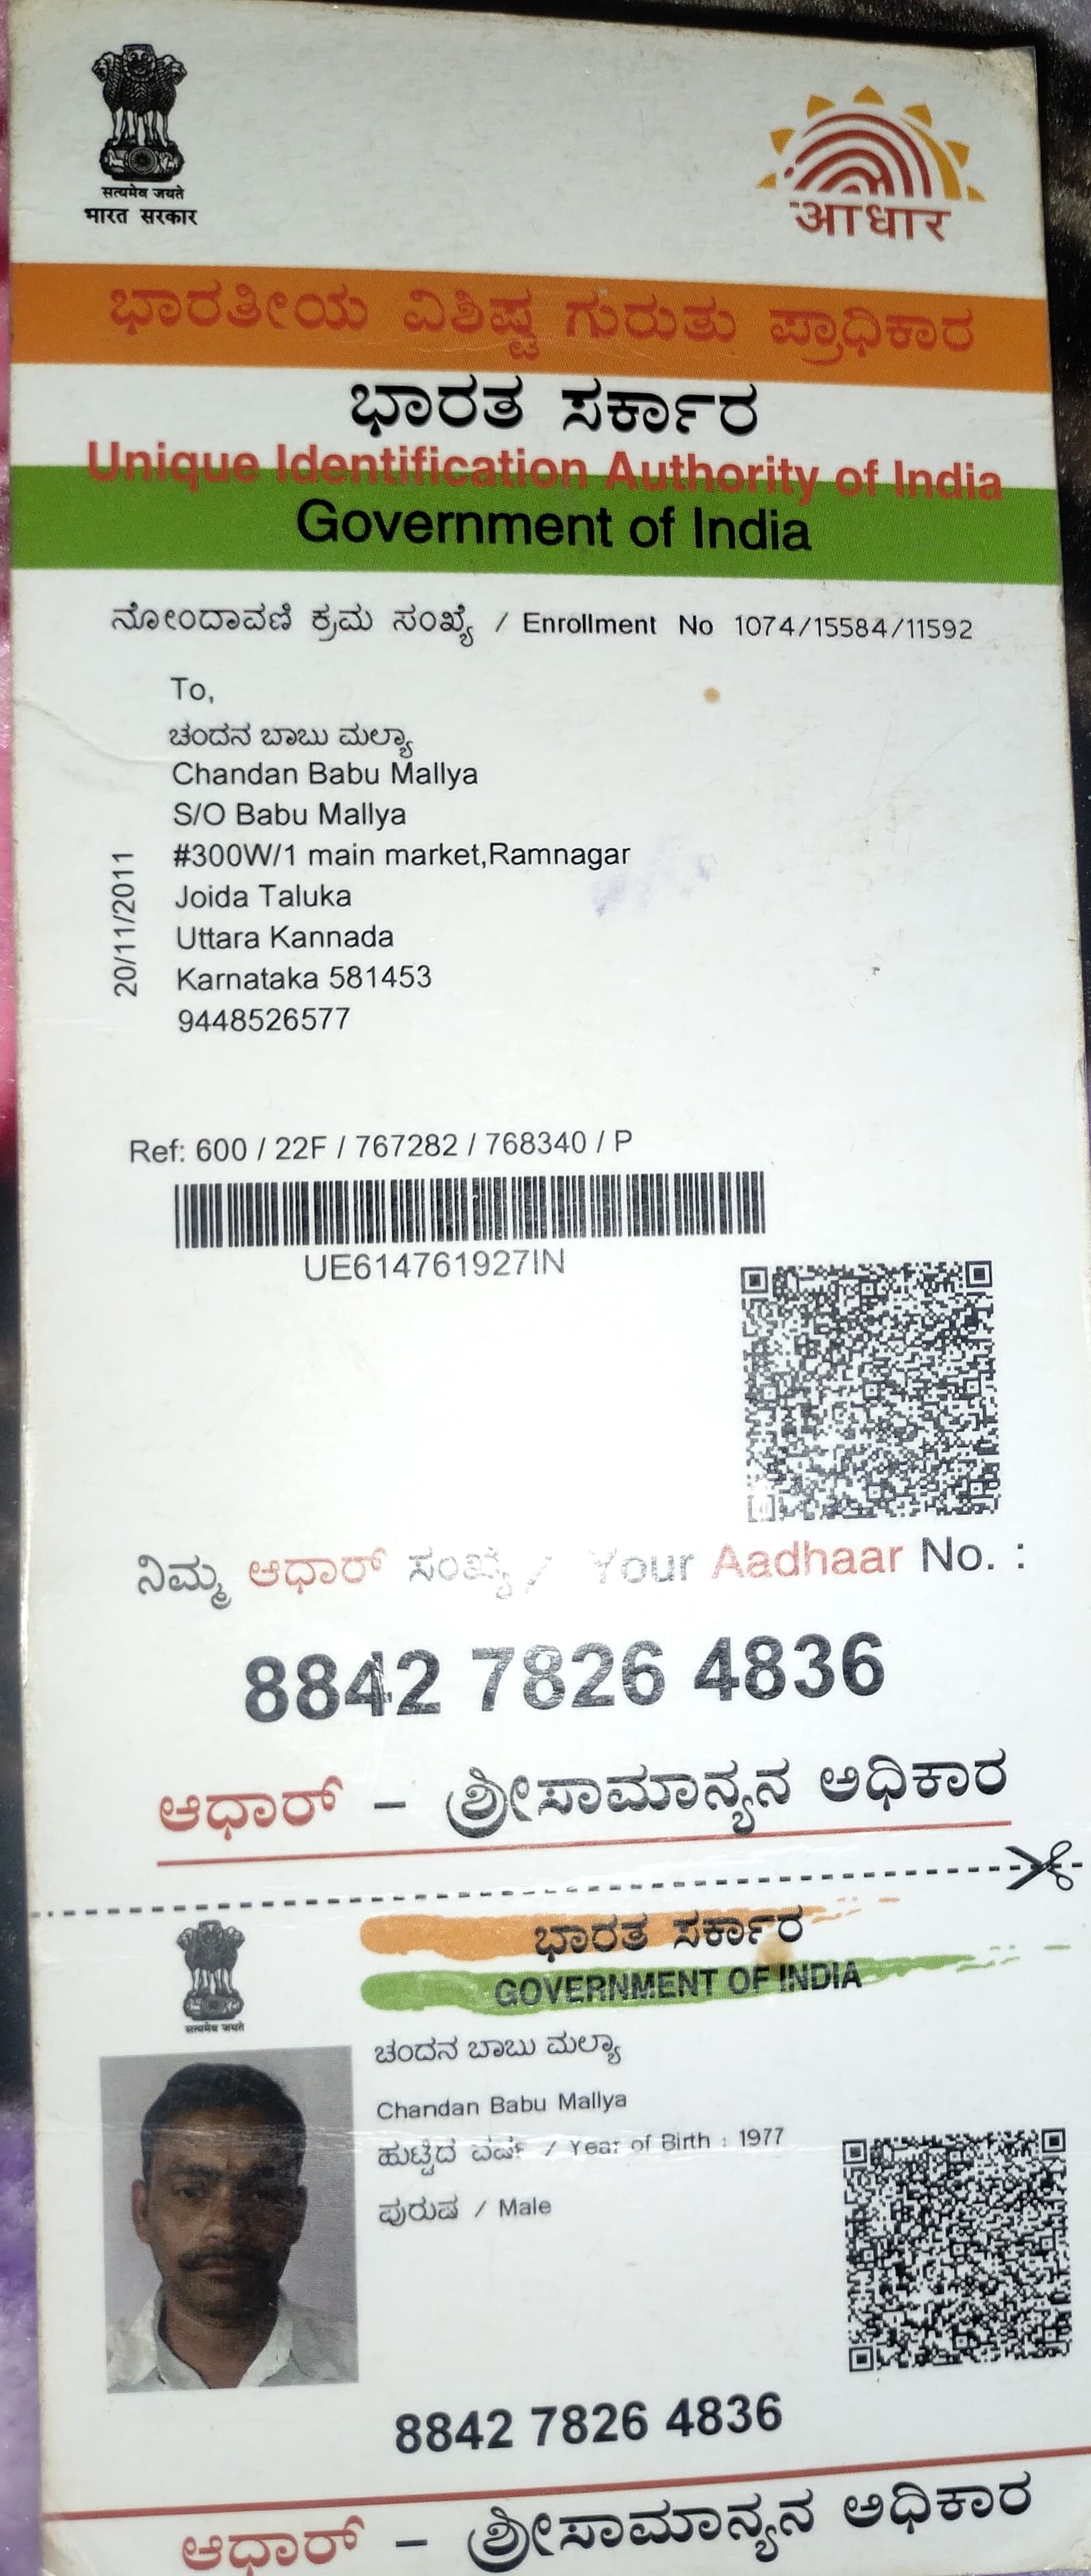 सत्यमेव जयते
भारत सरकार
आधार
ಭಾರತೀಯ ವಿಶಿಷ್ಟ ಗುರುತು ಪ್ರಾಧಿಕಾರ
ಭಾರತ ಸರ್ಕಾರ
Unique Identification Authority of India
Government of India
ನೋಂದಾವಣಿ ಕ್ರಮ ಸಂಖ್ಯೆ / Enrollment No 1074/15584/11592
To,
ಚಂದನ ಬಾಬು ಮಲ್ಯಾ
Chandan Babu Mallya
S/O Babu Mallya
#300W/1 main market,Ramnagar
Joida Taluka
Uttara Kannada
Karnataka 581453
9448526577
20/11/2011
Ref: 600 / 22F / 767282 / 768340 / P
UE614761927IN
ನಿಮ್ಮ ಆಧಾರ್ ಸಂಖ್ಯೆ / Your Aadhaar No. :
8842 7826 4836
ಆಧಾರ್ – ಶ್ರೀಸಾಮಾನ್ಯನ ಅಧಿಕಾರ
ಭಾರತ ಸರ್ಕಾರ
GOVERNMENT OF INDIA
सत्यमेव जयते
ಚಂದನ ಬಾಬು ಮಲ್ಯಾ
Chandan Babu Mallya
ಹುಟ್ಟಿದ ವರ್ಷ / Year of Birth : 1977
ಪುರುಷ / Male
8842 7826 4836
ಆಧಾರ್ – ಶ್ರೀಸಾಮಾನ್ಯನ ಅಧಿಕಾರ